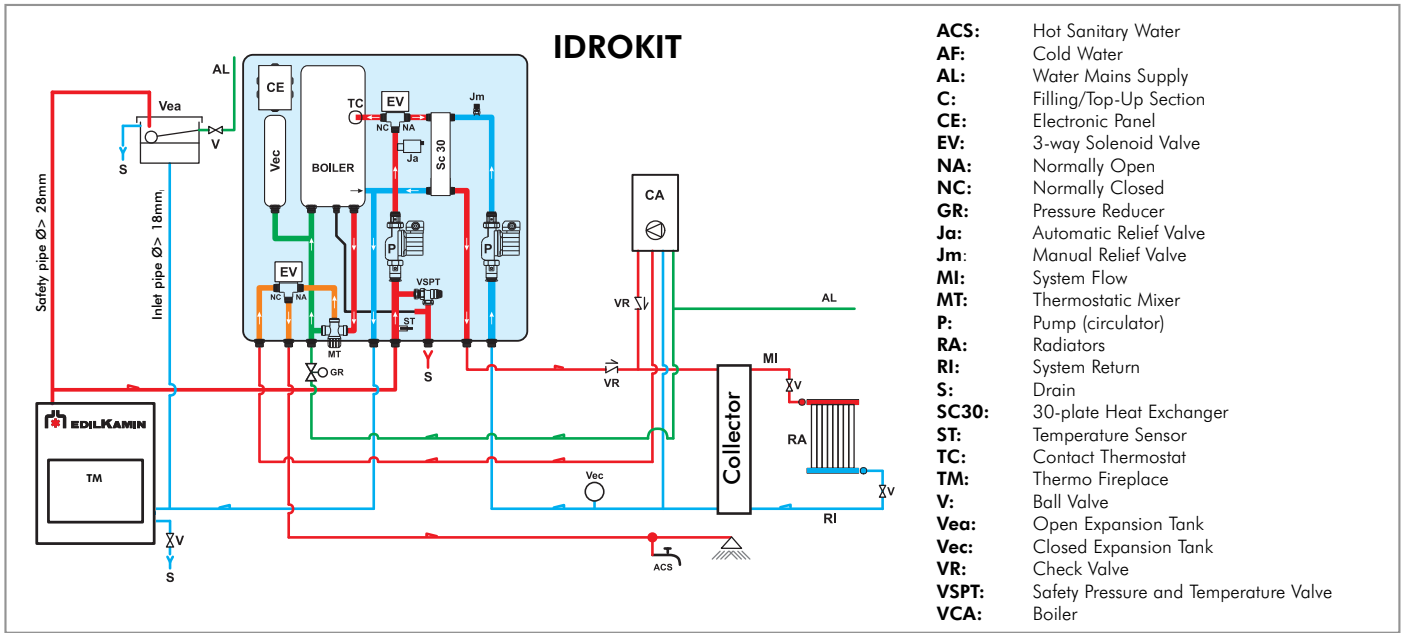 IDROKIT
AL
CE
Vea
V
S
Safety pipe Ø> 28mm
Inlet pipe Ø> 18mm
Vec
BOILER
TC
EV
NC NA
Ja
Sc 30
Jm
P
P
EV
NC NA
MT
VSPT
ST
GR
S
CA
VR
AL
VR
MI
V
RA
V
RI
Collector
Vec
EDILKAMIN
TM
V
S
ACS
ACS: Hot Sanitary Water
AF: Cold Water
AL: Water Mains Supply
C: Filling/Top-Up Section
CE: Electronic Panel
EV: 3-way Solenoid Valve
NA: Normally Open
NC: Normally Closed
GR: Pressure Reducer
Ja: Automatic Relief Valve
Jm: Manual Relief Valve
MI: System Flow
MT: Thermostatic Mixer
P: Pump (circulator)
RA: Radiators
RI: System Return
S: Drain
SC30: 30-plate Heat Exchanger
ST: Temperature Sensor
TC: Contact Thermostat
TM: Thermo Fireplace
V: Ball Valve
Vea: Open Expansion Tank
Vec: Closed Expansion Tank
VR: Check Valve
VSPT: Safety Pressure and Temperature Valve
VCA: Boiler